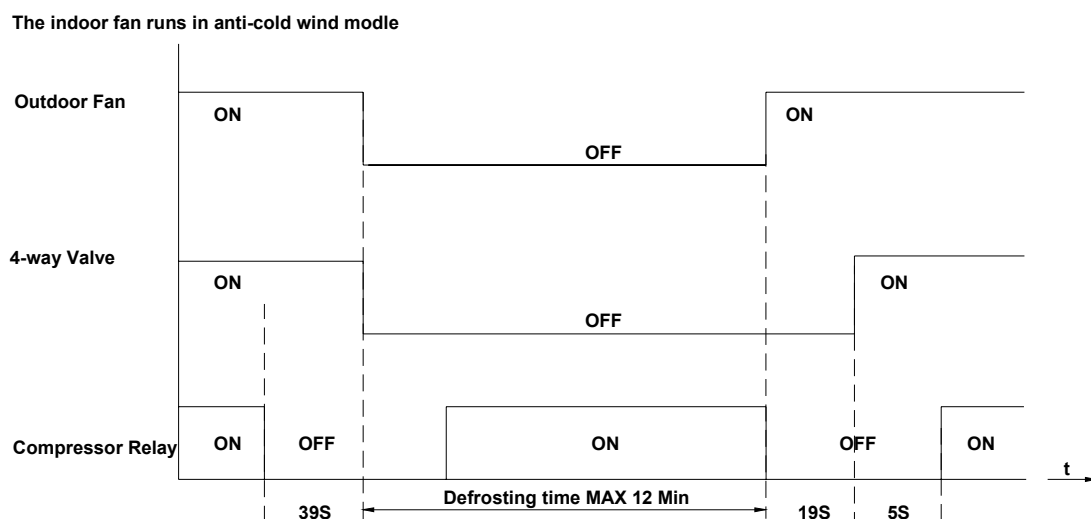 The indoor fan runs in anti-cold wind modle
Outdoor Fan
ON
OFF
ON
4-way Valve
ON
OFF
ON
Compressor Relay
ON
OFF
ON
OFF
ON
t
39S
Defrosting time MAX 12 Min
19S
5S